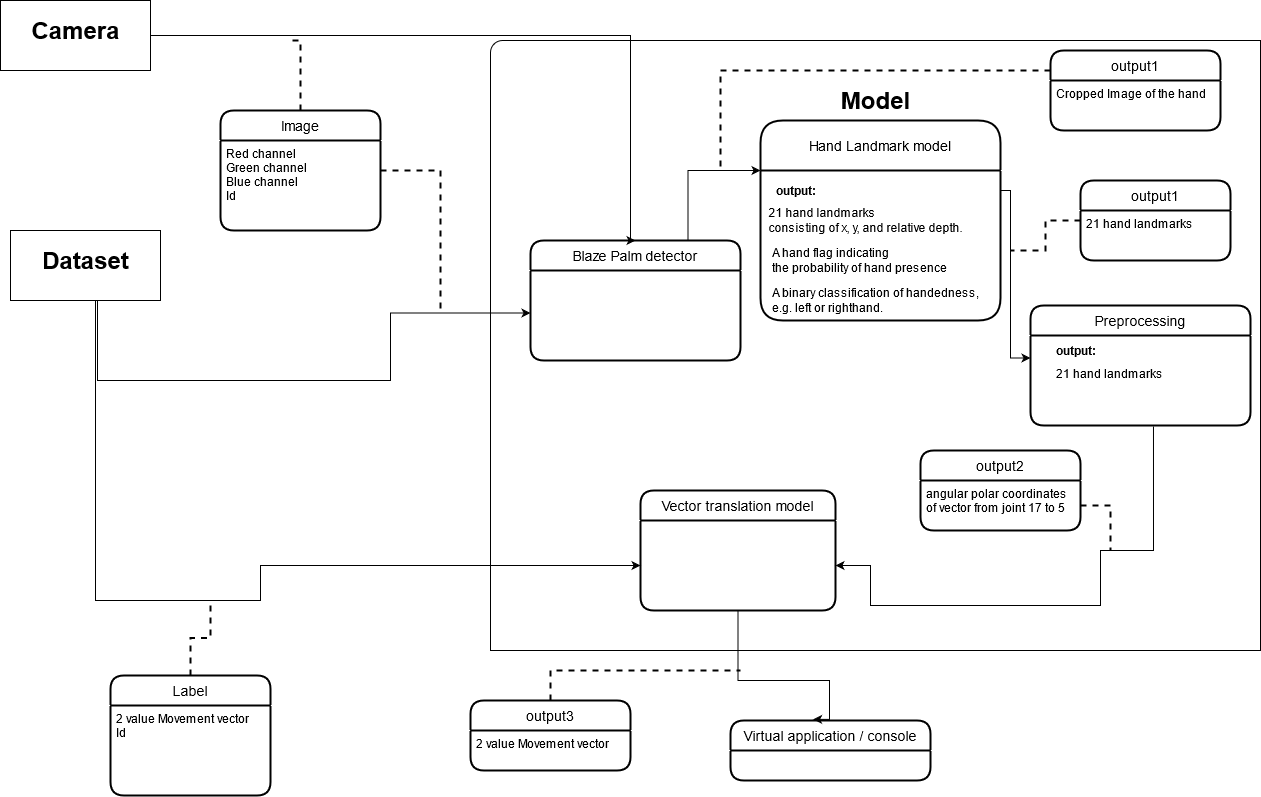 Camera
Image
Red channel
Green channel
Blue channel
Id
Dataset
Model
output1
Cropped Image of the hand
Hand Landmark model
output:
21 hand landmarks
consisting of x, y, and relative depth.
A hand flag indicating
the probability of hand presence
A binary classification of handedness,
e.g. left or righthand.
output1
21 hand landmarks
Blaze Palm detector
Preprocessing
output:
21 hand landmarks
output2
angular polar coordinates
of vector from joint 17 to 5
Vector translation model
Label
2 value Movement vector
Id
output3
2 value Movement vector
Virtual application / console